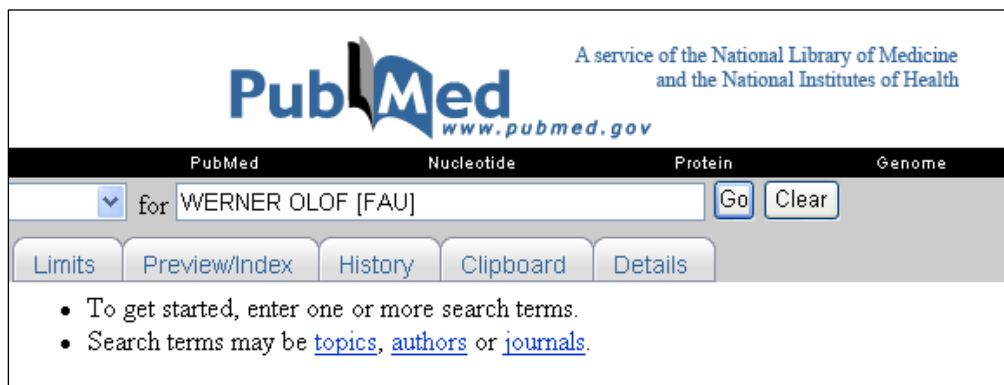 PubMed
www.pubmed.gov
A service of the National Library of Medicine
and the National Institutes of Health
PubMed Nucleotide Protein Genome
for WERNER OLOF [FAU] Go Clear
Limits Preview/Index History Clipboard Details
• To get started, enter one or more search terms.
• Search terms may be topics, authors or journals.